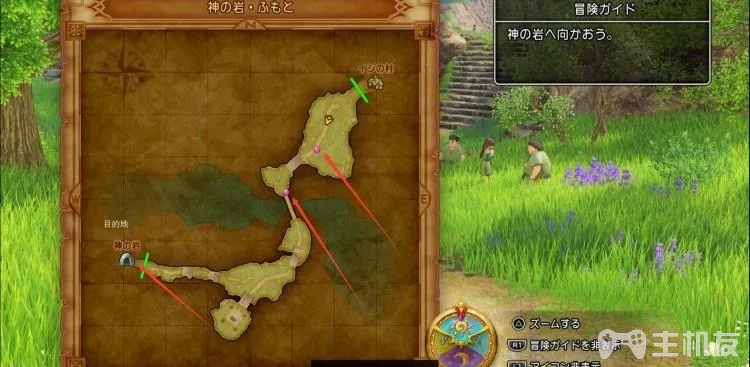 神の岩・ふもと
N
冒険ガイド
神の岩へ向かおう。
イシの村
W
E
目的地
神の岩
ズームする
R1
冒険ガイドを非表示
アイコン非表示
主机友